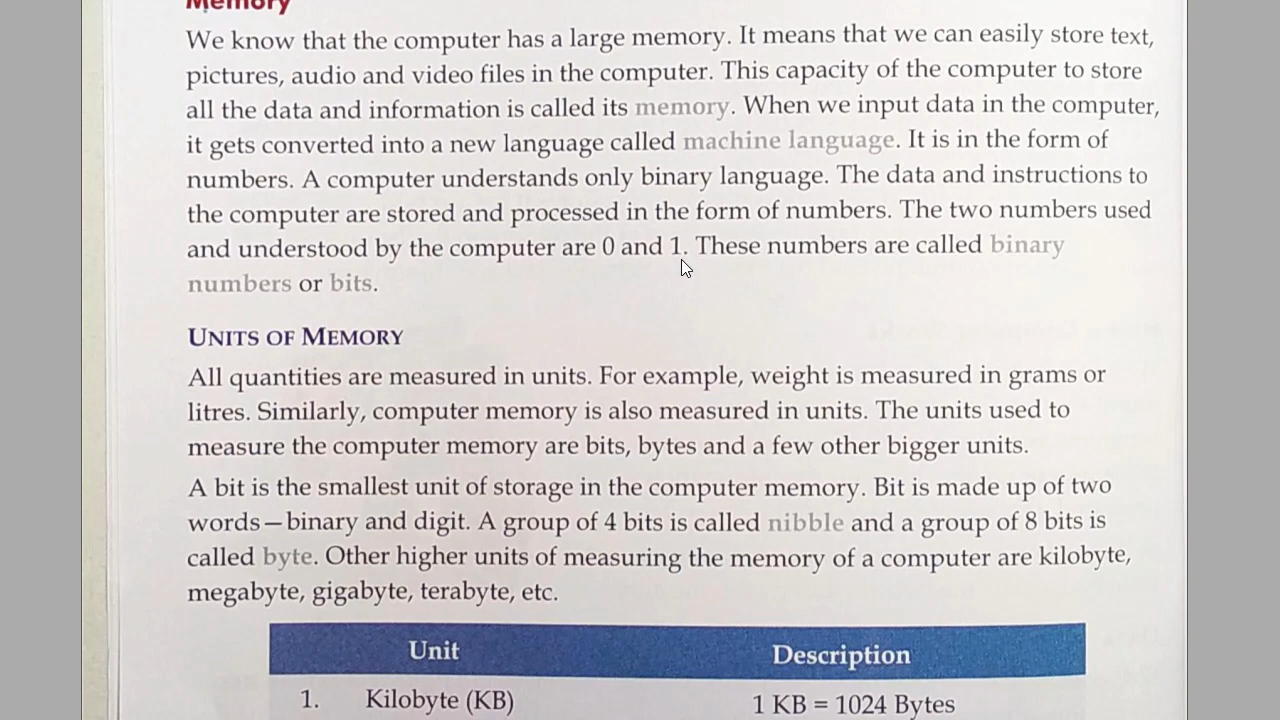 Memory
We know that the computer has a large memory. It means that we can easily store text,
pictures, audio and video files in the computer. This capacity of the computer to store
all the data and information is called its memory. When we input data in the computer,
it gets converted into a new language called machine language. It is in the form of
numbers. A computer understands only binary language. The data and instructions to
the computer are stored and processed in the form of numbers. The two numbers used
and understood by the computer are 0 and 1. These numbers are called binary
numbers or bits.
UNITS OF MEMORY
All quantities are measured in units. For example, weight is measured in grams or
litres. Similarly, computer memory is also measured in units. The units used to
measure the computer memory are bits, bytes and a few other bigger units.
A bit is the smallest unit of storage in the computer memory. Bit is made up of two
words—binary and digit. A group of 4 bits is called nibble and a group of 8 bits is
called byte. Other higher units of measuring the memory of a computer are kilobyte,
megabyte, gigabyte, terabyte, etc.
Unit Description
1. Kilobyte (KB) 1 KB = 1024 Bytes